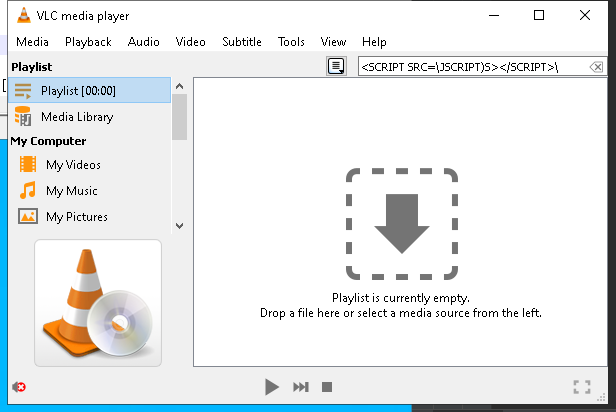 VLC media player
Media Playback Audio Video Subtitle Tools View Help
Playlist
<SCRIPT SRC=\JSCRIPT)S></SCRIPT>\
Playlist [00:00]
Media Library
My Computer
My Videos
My Music
My Pictures
Playlist is currently empty.
Drop a file here or select a media source from the left.